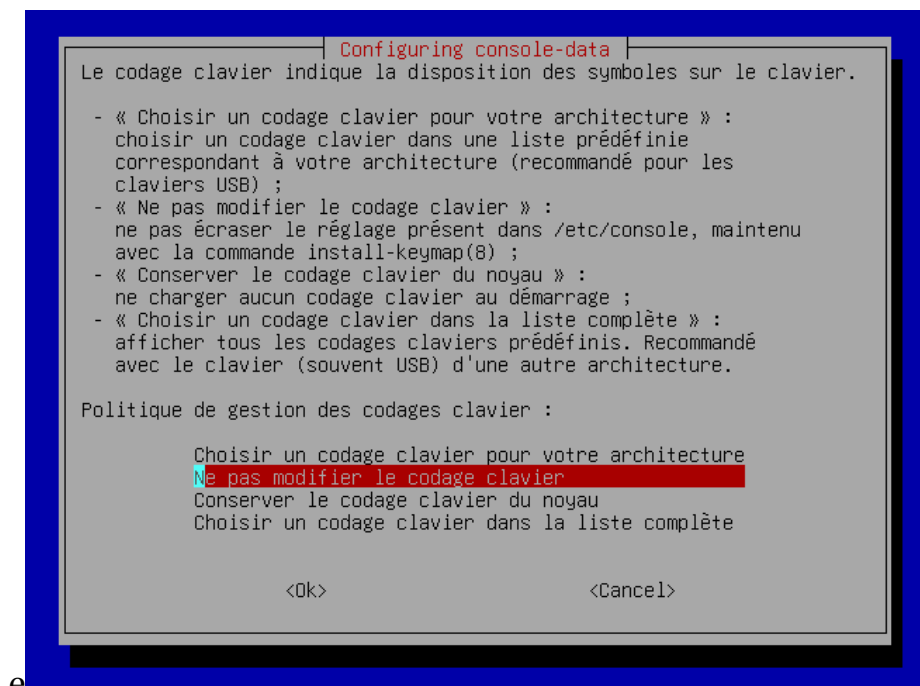 Configuring console-data
Le codage clavier indique la disposition des symboles sur le clavier.
- « Choisir un codage clavier pour votre architecture » :
choisir un codage clavier dans une liste prédéfinie
correspondant à votre architecture (recommandé pour les
claviers USB) ;
- « Ne pas modifier le codage clavier » :
ne pas écraser le réglage présent dans /etc/console, maintenu
avec la commande install-keymap(8) ;
- « Conserver le codage clavier du noyau » :
ne charger aucun codage clavier au démarrage ;
- « Choisir un codage clavier dans la liste complète » :
afficher tous les codages claviers prédéfinis. Recommandé
avec le clavier (souvent USB) d'une autre architecture.
Politique de gestion des codages clavier :
Choisir un codage clavier pour votre architecture
Ne pas modifier le codage clavier
Conserver le codage clavier du noyau
Choisir un codage clavier dans la liste complète
<Ok> <Cancel>
e